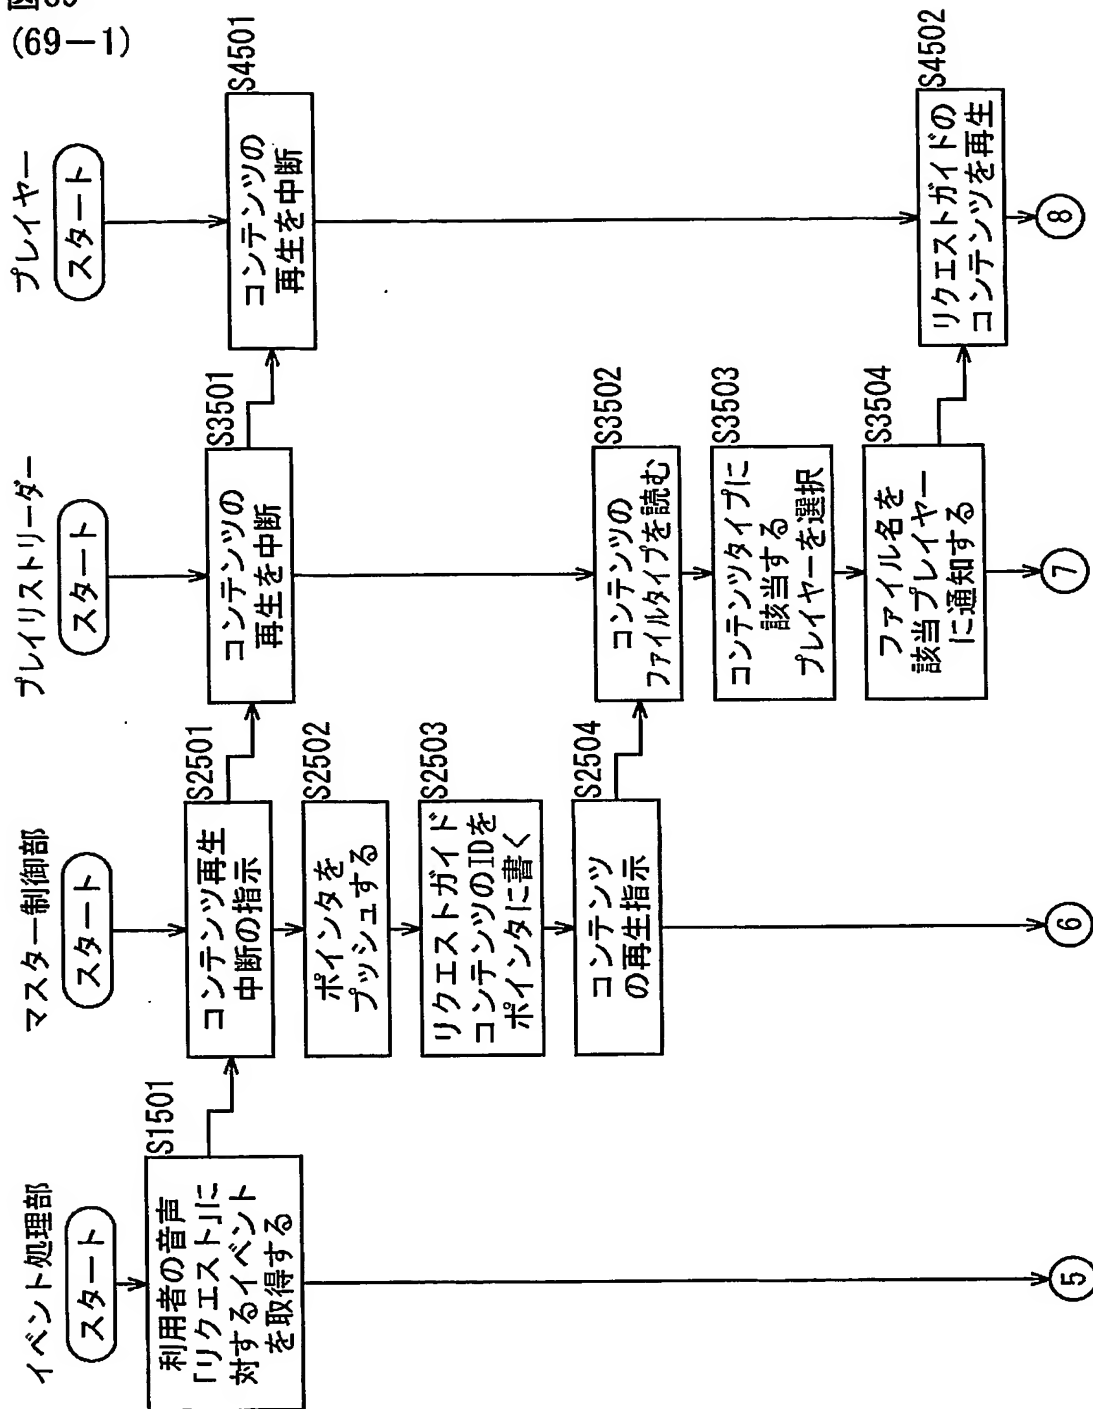 (69－1)
イベント処理部
スタート
S1501
利用者の音声
「リクエスト」に
対するイベント
を取得する
⑤
マスター制御部
スタート
S2501
コンテンツ再生
中断の指示
S2502
ポインタを
プッシュする
S2503
リクエストガイド
コンテンツのIDを
ポインタに書く
S2504
コンテンツ
の再生指示
⑥
プレイリストリーダー
スタート
S3501
コンテンツの
再生を中断
S3502
コンテンツの
ファイルタイプを読む
S3503
コンテンツタイプに
該当する
プレイヤーを選択
S3504
ファイル名を
該当プレイヤー
に通知する
⑦
プレイヤー
スタート
S4501
コンテンツの
再生を中断
S4502
リクエストガイドの
コンテンツを再生
⑧